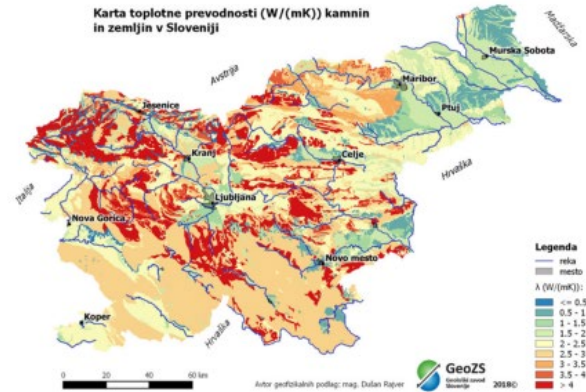 Karta toplotne prevodnosti (W/(mK)) kamnin
in zemljin v Sloveniji
Madžarska
Murska Sobota
Avstrija
Maribor
Jesenice
Ptuj
Kranj
Celje
Hrvaška
Italija
Ljubljana
Nova Gorica
Novo mesto
Legenda
reka
mesto
λ (W/(mK)):
<= 0.5
0.5 - 1
1 - 1.5
1.5 - 2
2 - 2.5
2.5 - 3
3 - 3.5
3.5 - 4
> 4
Koper
Hrvaška
0 20 40 60 km
Avtor geofizikalnih podlag: mag. Dušan Rajver
GeoZS
Geološki zavod
Slovenije
2018©